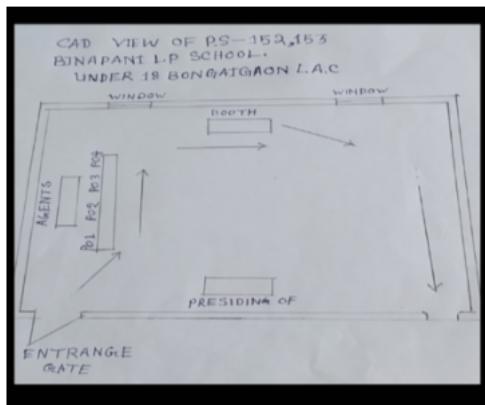 CAD VIEW OF P.S-152,153
BINAPANI L.P SCHOOL.
UNDER 18 BONGAIGAON L.A.C
WINDOW
WINDOW
BOOTH
AGENTS
PO1 PO2 PO3 PO4
PRESIDING OF
ENTRANGE
GATE